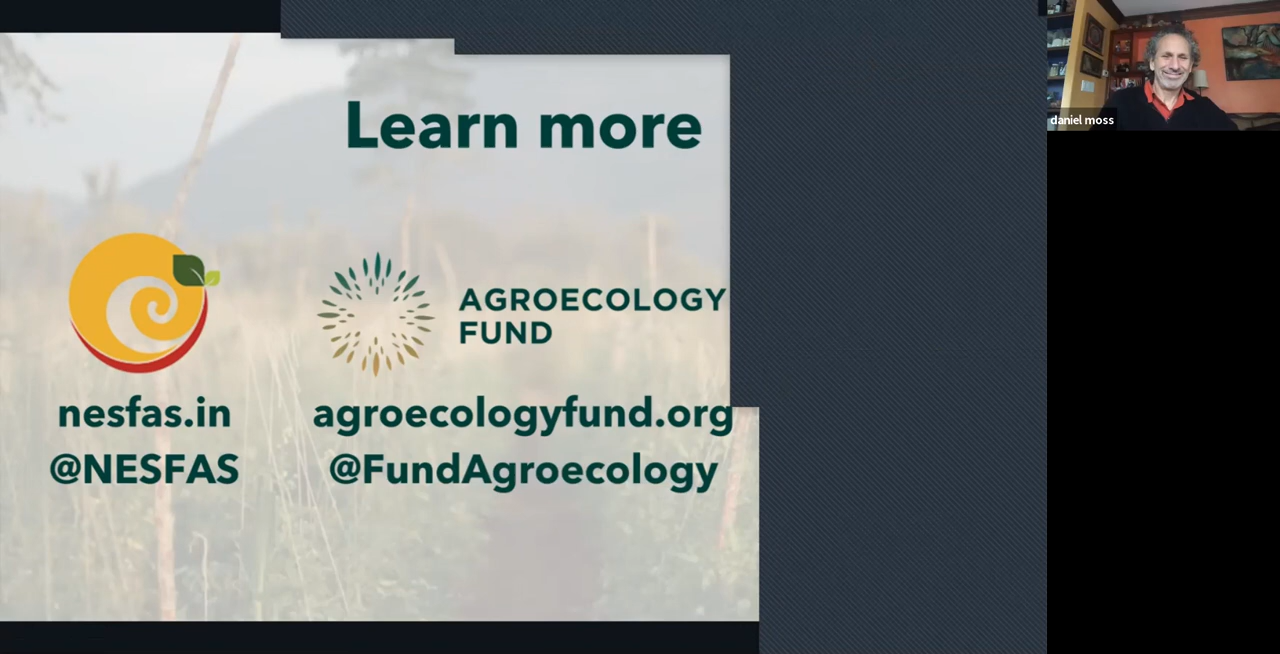 Learn more
AGROECOLOGY
FUND
nesfas.in
agroecologyfund.org
@NESFAS
@FundAgroecology
daniel moss